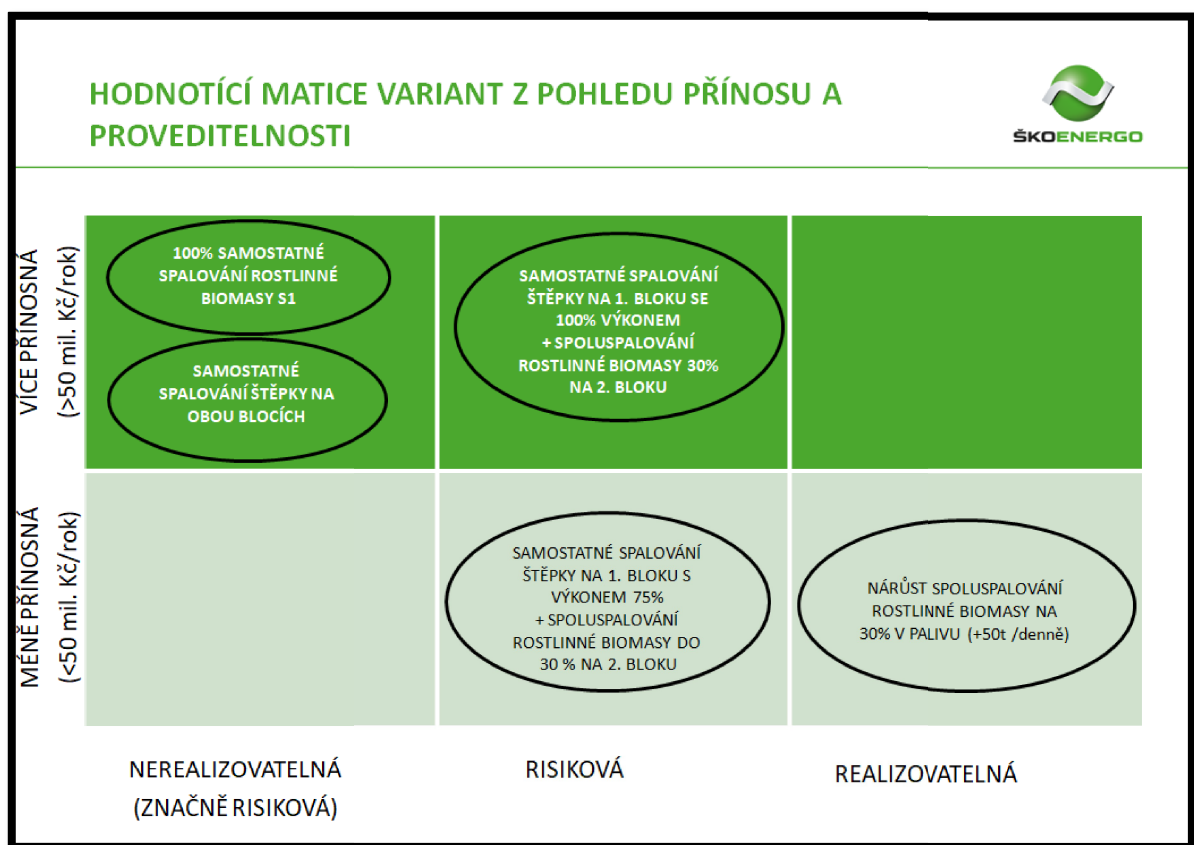 HODNOTÍCÍ MATICE VARIANT Z POHLEDU PŘÍNOSU A
PROVEDITELNOSTI
ŠKOENERGO
VÍCE PŘÍNOSNÁ
(>50 mil. Kč/rok)
100% SAMOSTATNÉ
SPALOVÁNÍ ROSTLINNÉ
BIOMASY S1
SAMOSTATNÉ
SPALOVÁNÍ ŠTĚPKY NA
OBOU BLOCÍCH
SAMOSTATNÉ SPALOVÁNÍ
ŠTĚPKY NA 1. BLOKU SE
100% VÝKONEM
+ SPOLUSPALOVÁNÍ
ROSTLINNÉ BIOMASY 30%
NA 2. BLOKU
MÉNĚ PŘÍNOSNÁ
(<50 mil. Kč/rok)
SAMOSTATNÉ SPALOVÁNÍ
ŠTĚPKY NA 1. BLOKU S
VÝKONEM 75%
+ SPOLUSPALOVÁNÍ
ROSTLINNÉ BIOMASY DO
30 % NA 2. BLOKU
NÁRŮST SPOLUSPALOVÁNÍ
ROSTLINNÉ BIOMASY NA
30% V PALIVU (+50t /denně)
NEREALIZOVATELNÁ
(ZNAČNĚ RISIKOVÁ)
RISIKOVÁ
REALIZOVATELNÁ